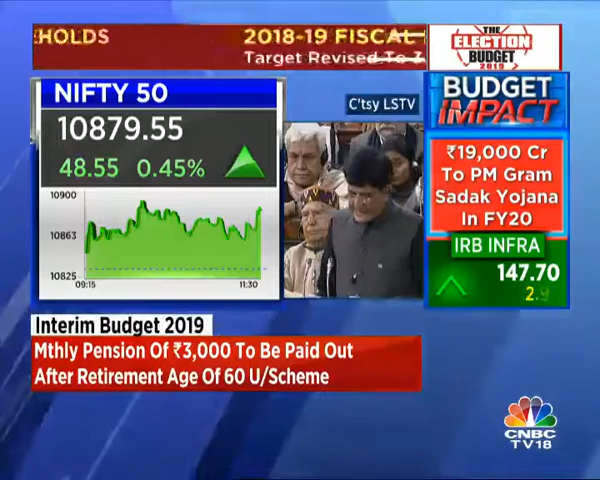 HOLDS
2018-19 FISCAL
Target Revised To
THE
ELECTION
BUDGET
2019
NIFTY 50
10879.55
48.55 0.45%
10900
10863
10825
09:15
11:30
C'tsy LSTV
BUDGET
IMPACT
₹19,000 Cr
To PM Gram
Sadak Yojana
In FY20
IRB INFRA
147.70
Interim Budget 2019
Mthly Pension Of ₹3,000 To Be Paid Out
After Retirement Age Of 60 U/Scheme
CNBC
TV18